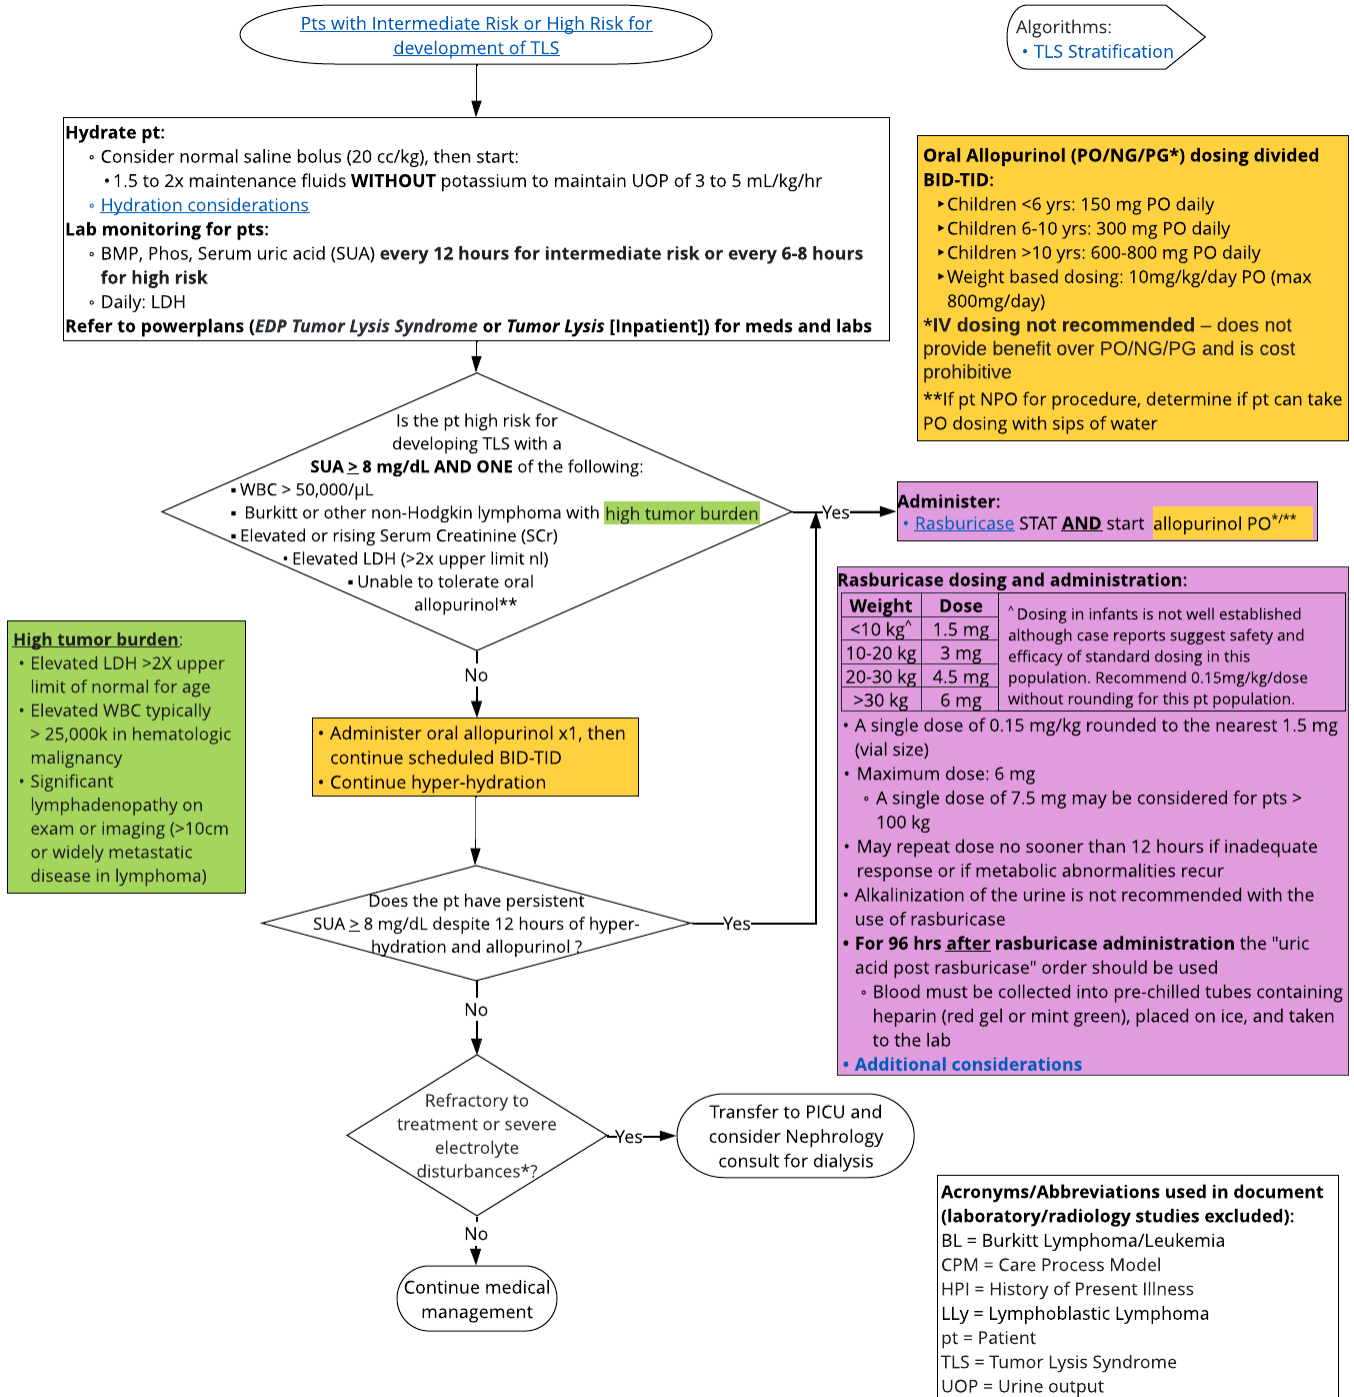 Pts with Intermediate Risk or High Risk for
development of TLS
Algorithms:
• TLS Stratification
Hydrate pt:
◦ Consider normal saline bolus (20 cc/kg), then start:
• 1.5 to 2x maintenance fluids WITHOUT potassium to maintain UOP of 3 to 5 mL/kg/hr
◦ Hydration considerations
Lab monitoring for pts:
◦ BMP, Phos, Serum uric acid (SUA) every 12 hours for intermediate risk or every 6-8 hours
for high risk
◦ Daily: LDH
Refer to powerplans (EDP Tumor Lysis Syndrome or Tumor Lysis [Inpatient]) for meds and labs
Oral Allopurinol (PO/NG/PG*) dosing divided
BID-TID:
‣ Children <6 yrs: 150 mg PO daily
‣ Children 6-10 yrs: 300 mg PO daily
‣ Children >10 yrs: 600-800 mg PO daily
‣ Weight based dosing: 10mg/kg/day PO (max
800mg/day)
*IV dosing not recommended – does not
provide benefit over PO/NG/PG and is cost
prohibitive
**If pt NPO for procedure, determine if pt can take
PO dosing with sips of water
Is the pt high risk for
developing TLS with a
SUA ≥ 8 mg/dL AND ONE of the following:
▪ WBC > 50,000/µL
▪ Burkitt or other non-Hodgkin lymphoma with high tumor burden
▪ Elevated or rising Serum Creatinine (SCr)
• Elevated LDH (>2x upper limit nl)
▪ Unable to tolerate oral
allopurinol**
Yes
Administer:
• Rasburicase STAT AND start allopurinol PO*/**
No
Rasburicase dosing and administration:
Weight Dose
<10 kg^ 1.5 mg
10-20 kg 3 mg
20-30 kg 4.5 mg
>30 kg 6 mg
^ Dosing in infants is not well established
although case reports suggest safety and
efficacy of standard dosing in this
population. Recommend 0.15mg/kg/dose
without rounding for this pt population.
• A single dose of 0.15 mg/kg rounded to the nearest 1.5 mg
(vial size)
• Maximum dose: 6 mg
◦ A single dose of 7.5 mg may be considered for pts >
100 kg
• May repeat dose no sooner than 12 hours if inadequate
response or if metabolic abnormalities recur
• Alkalinization of the urine is not recommended with the
use of rasburicase
• For 96 hrs after rasburicase administration the "uric
acid post rasburicase" order should be used
◦ Blood must be collected into pre-chilled tubes containing
heparin (red gel or mint green), placed on ice, and taken
to the lab
• Additional considerations
High tumor burden:
• Elevated LDH >2X upper
limit of normal for age
• Elevated WBC typically
> 25,000k in hematologic
malignancy
• Significant
lymphadenopathy on
exam or imaging (>10cm
or widely metastatic
disease in lymphoma)
• Administer oral allopurinol x1, then
continue scheduled BID-TID
• Continue hyper-hydration
Does the pt have persistent
SUA ≥ 8 mg/dL despite 12 hours of hyper-
hydration and allopurinol ?
Yes
No
Refractory to
treatment or severe
electrolyte
disturbances*?
Yes
Transfer to PICU and
consider Nephrology
consult for dialysis
No
Continue medical
management
Acronyms/Abbreviations used in document
(laboratory/radiology studies excluded):
BL = Burkitt Lymphoma/Leukemia
CPM = Care Process Model
HPI = History of Present Illness
LLy = Lymphoblastic Lymphoma
pt = Patient
TLS = Tumor Lysis Syndrome
UOP = Urine output